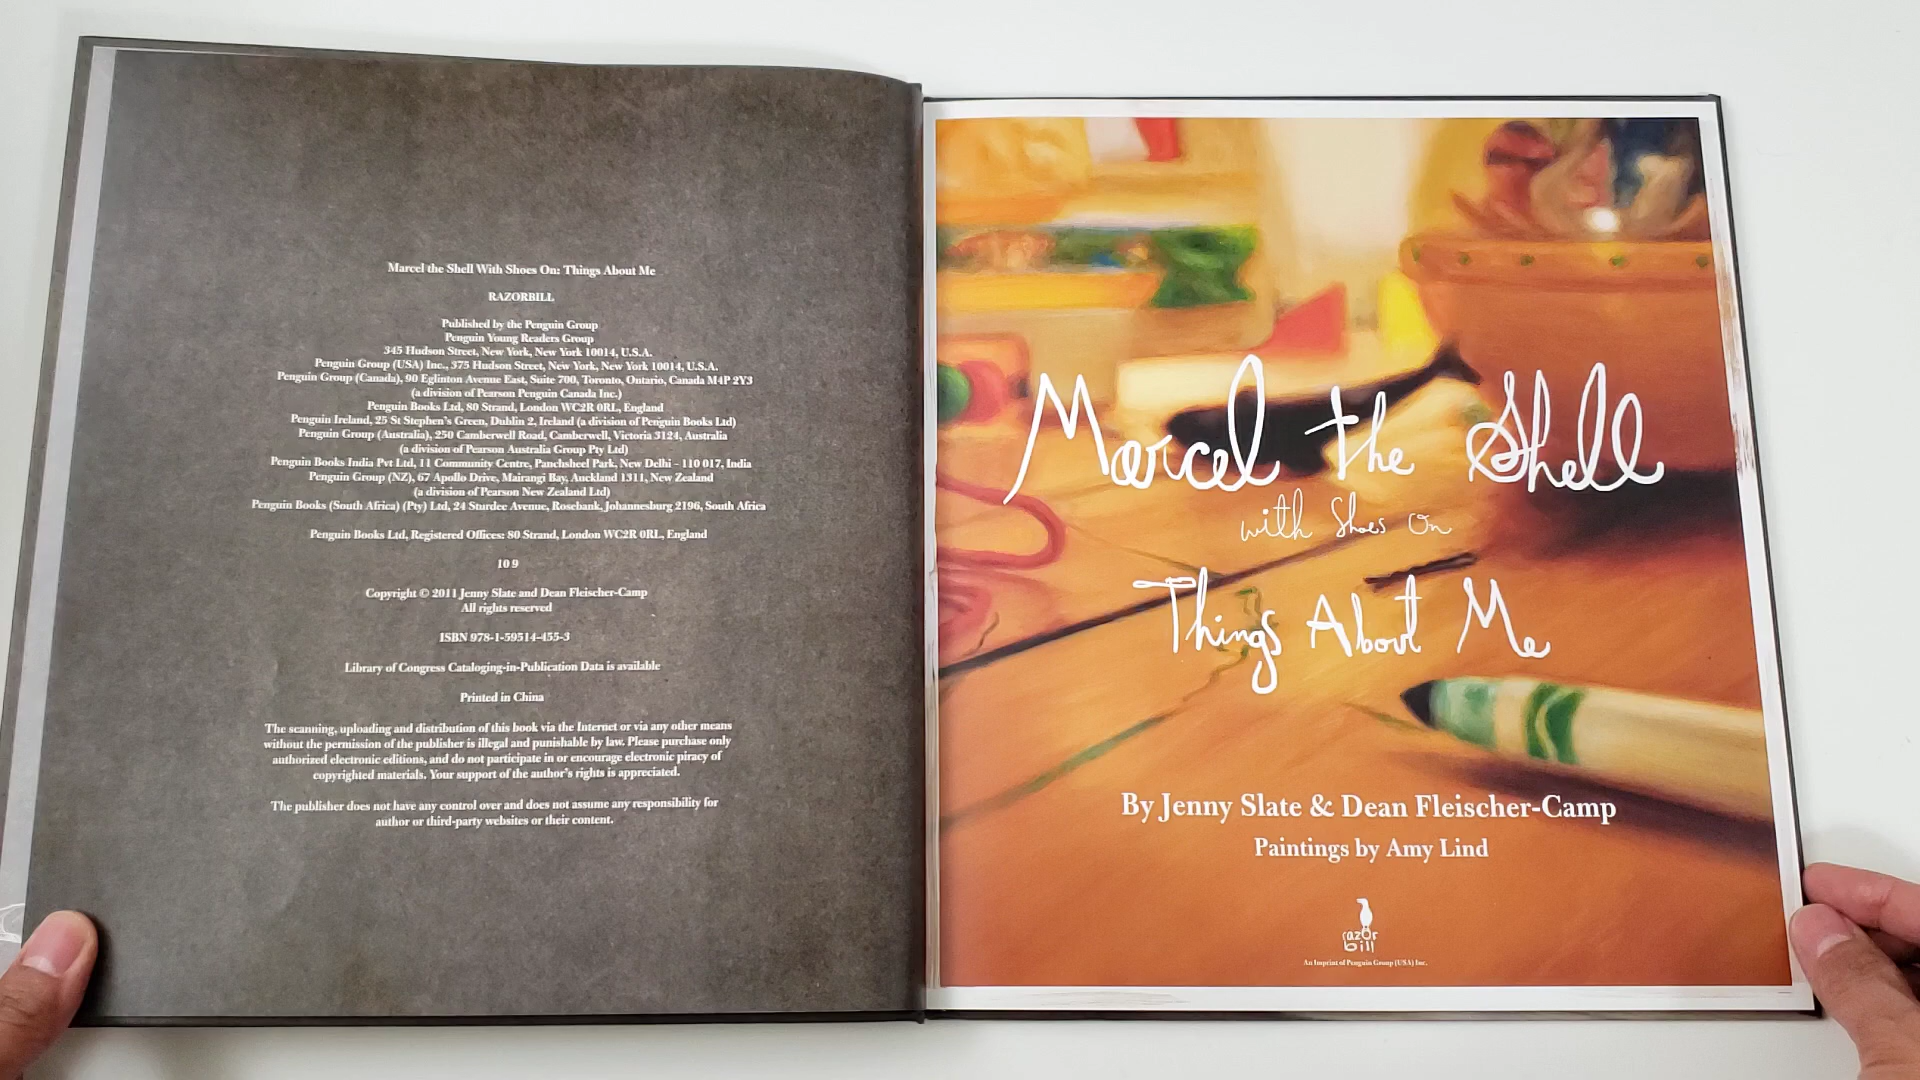 Marcel the Shell With Shoes On: Things About Me
RAZORBILL
Published by the Penguin Group
Penguin Young Readers Group
345 Hudson Street, New York, New York 10014, U.S.A.
Penguin Group (USA) Inc., 375 Hudson Street, New York, New York 10014, U.S.A.
Penguin Group (Canada), 90 Eglinton Avenue East, Suite 700, Toronto, Ontario, Canada M4P 2Y3
(a division of Pearson Penguin Canada Inc.)
Penguin Books Ltd, 80 Strand, London WC2R 0RL, England
Penguin Ireland, 25 St Stephen's Green, Dublin 2, Ireland (a division of Penguin Books Ltd)
Penguin Group (Australia), 250 Camberwell Road, Camberwell, Victoria 3124, Australia
(a division of Pearson Australia Group Pty Ltd)
Penguin Books India Pvt Ltd, 11 Community Centre, Panchsheel Park, New Delhi - 110 017, India
Penguin Group (NZ), 67 Apollo Drive, Mairangi Bay, Auckland 1311, New Zealand
(a division of Pearson New Zealand Ltd)
Penguin Books (South Africa) (Pty) Ltd, 24 Sturdee Avenue, Rosebank, Johannesburg 2196, South Africa
Penguin Books Ltd, Registered Offices: 80 Strand, London WC2R 0RL, England
10 9
Copyright © 2011 Jenny Slate and Dean Fleischer-Camp
All rights reserved
ISBN 978-1-59514-455-3
Library of Congress Cataloging-in-Publication Data is available
Printed in China
The scanning, uploading and distribution of this book via the Internet or via any other means
without the permission of the publisher is illegal and punishable by law. Please purchase only
authorized electronic editions, and do not participate in or encourage electronic piracy of
copyrighted materials. Your support of the author's rights is appreciated.
The publisher does not have any control over and does not assume any responsibility for
author or third-party websites or their content.
Marcel the Shell
with Shoes On
Things About Me
By Jenny Slate & Dean Fleischer-Camp
Paintings by Amy Lind
razor
bill
An Imprint of Penguin Group (USA) Inc.